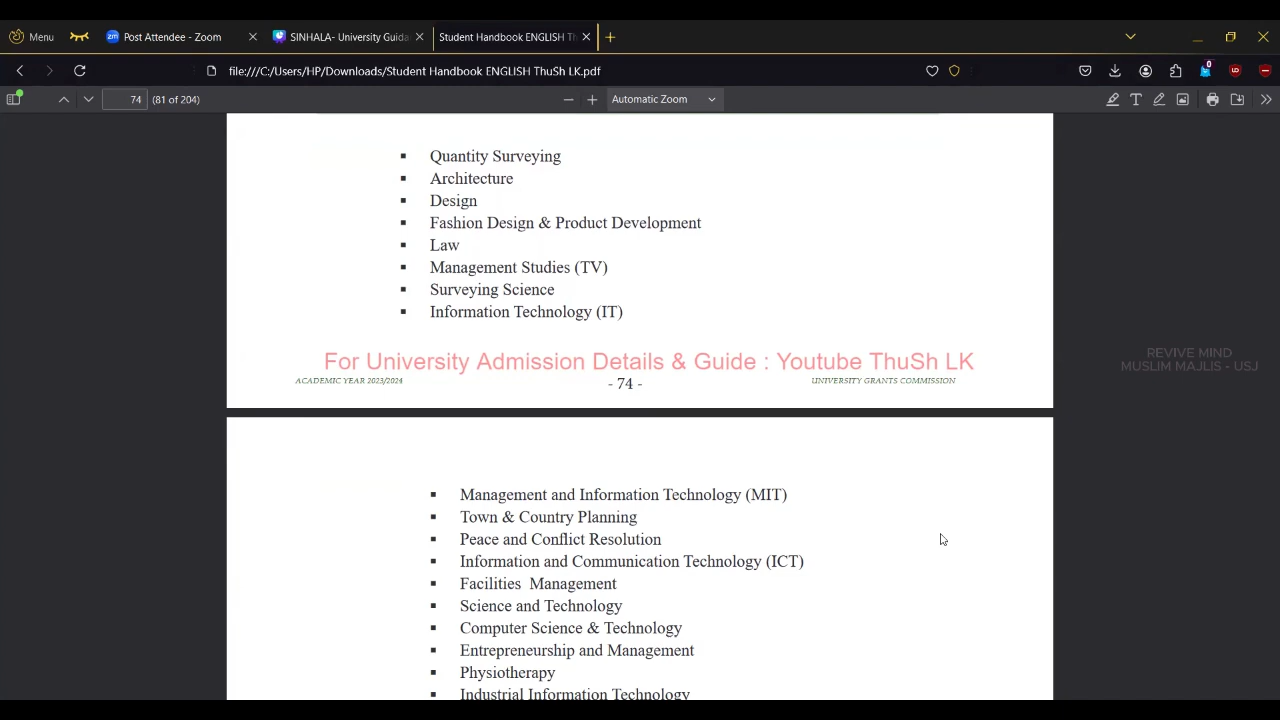 Menu
Post Attendee - Zoom
SINHALA- University Guida
Student Handbook ENGLISH Th
file:///C:/Users/HP/Downloads/Student Handbook ENGLISH ThuSh LK.pdf
0
74
(81 of 204)
Automatic Zoom
▪ Quantity Surveying
▪ Architecture
▪ Design
▪ Fashion Design & Product Development
▪ Law
▪ Management Studies (TV)
▪ Surveying Science
▪ Information Technology (IT)
For University Admission Details & Guide : Youtube ThuSh LK
ACADEMIC YEAR 2023/2024
- 74 -
UNIVERSITY GRANTS COMMISSION
REVIVE MIND
MUSLIM MAJLIS - USJ
▪ Management and Information Technology (MIT)
▪ Town & Country Planning
▪ Peace and Conflict Resolution
▪ Information and Communication Technology (ICT)
▪ Facilities Management
▪ Science and Technology
▪ Computer Science & Technology
▪ Entrepreneurship and Management
▪ Physiotherapy
▪ Industrial Information Technology